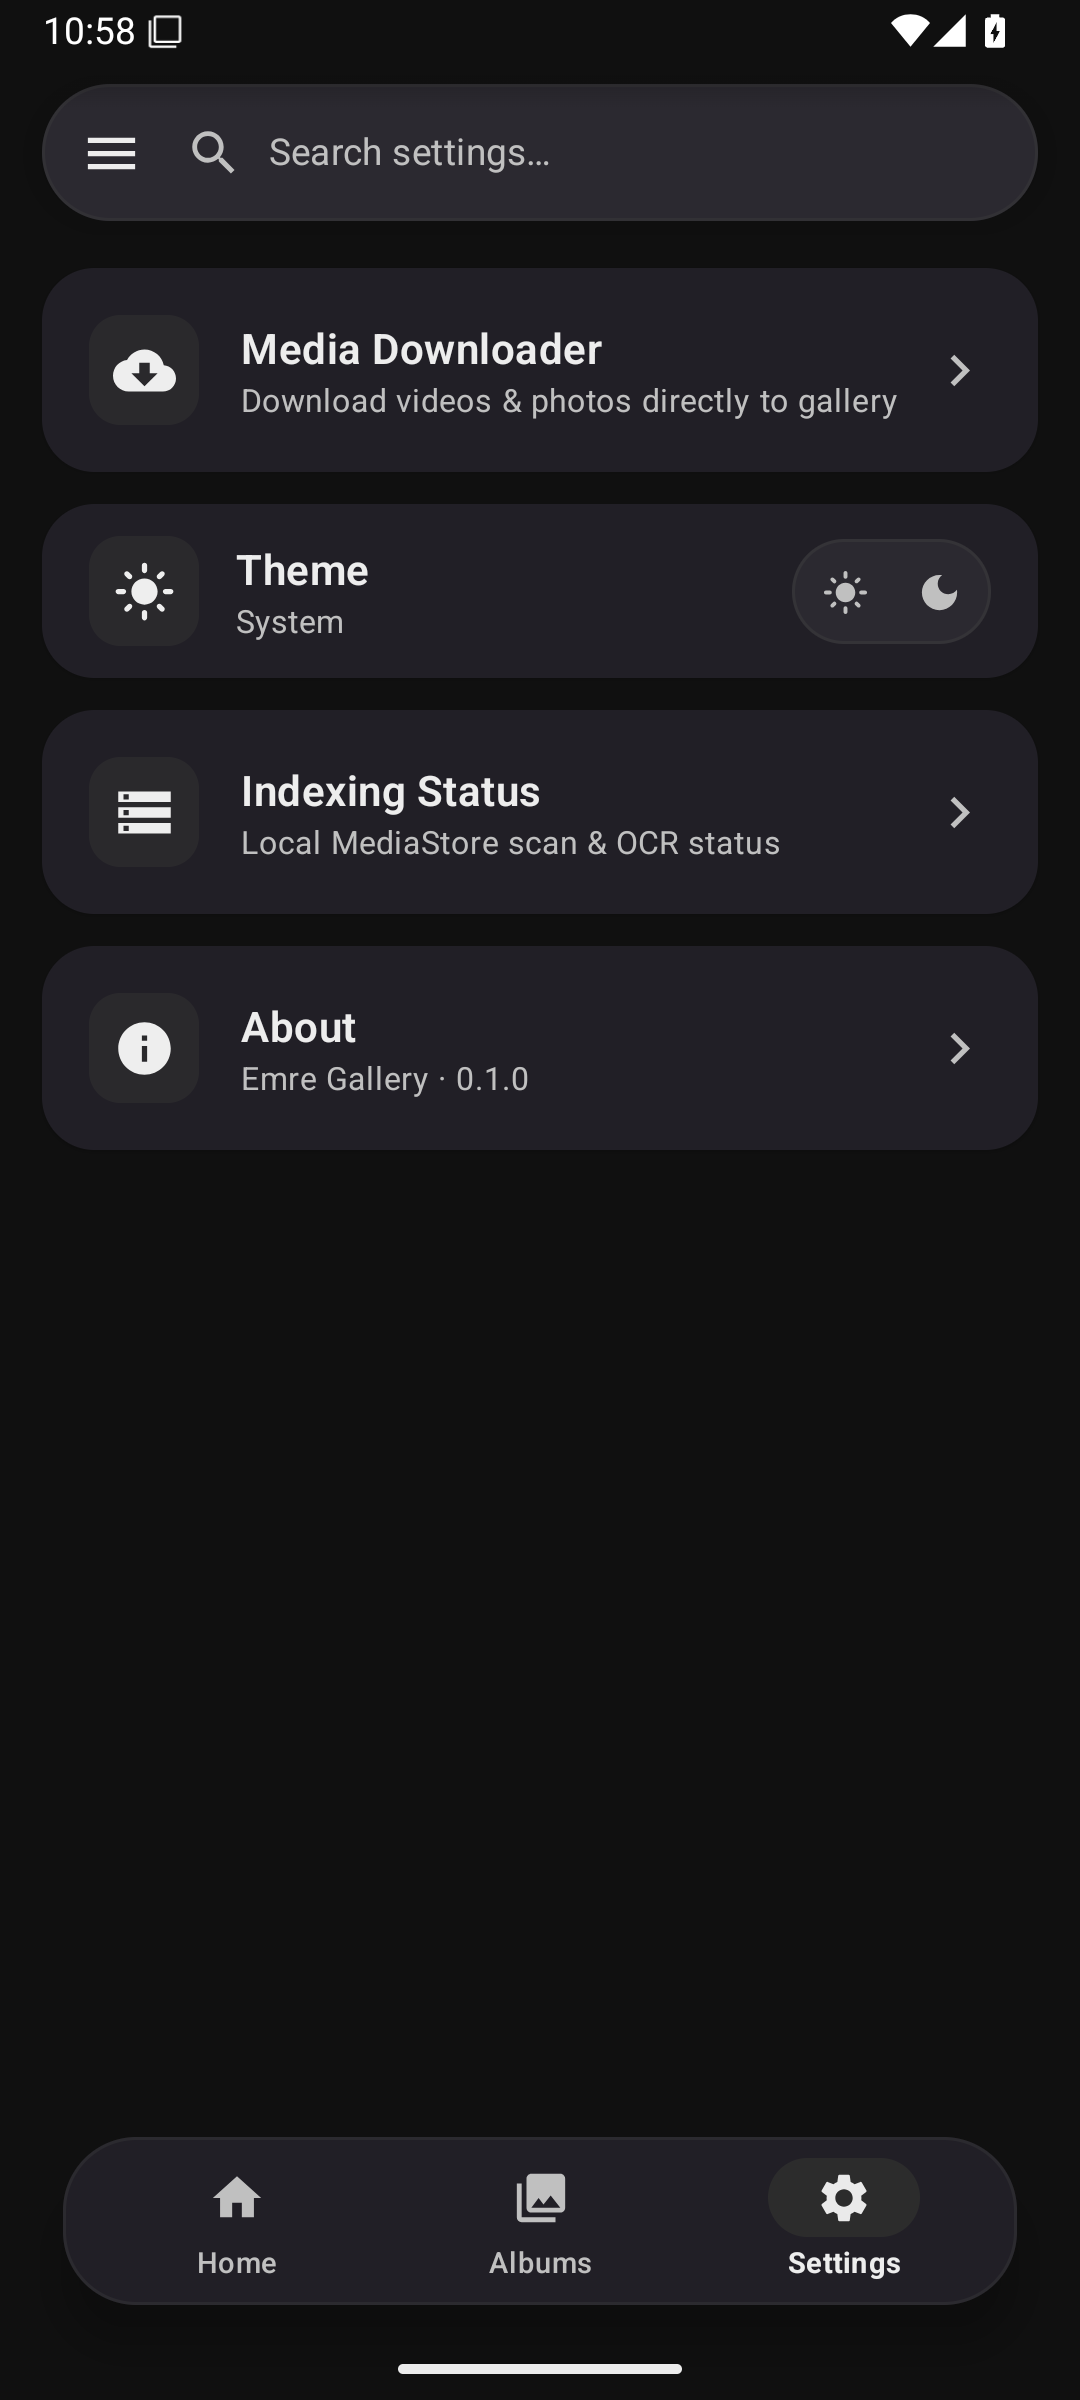 10:58
Search settings…
Media Downloader
Download videos & photos directly to gallery
Theme
System
Indexing Status
Local MediaStore scan & OCR status
About
Emre Gallery · 0.1.0
Home
Albums
Settings